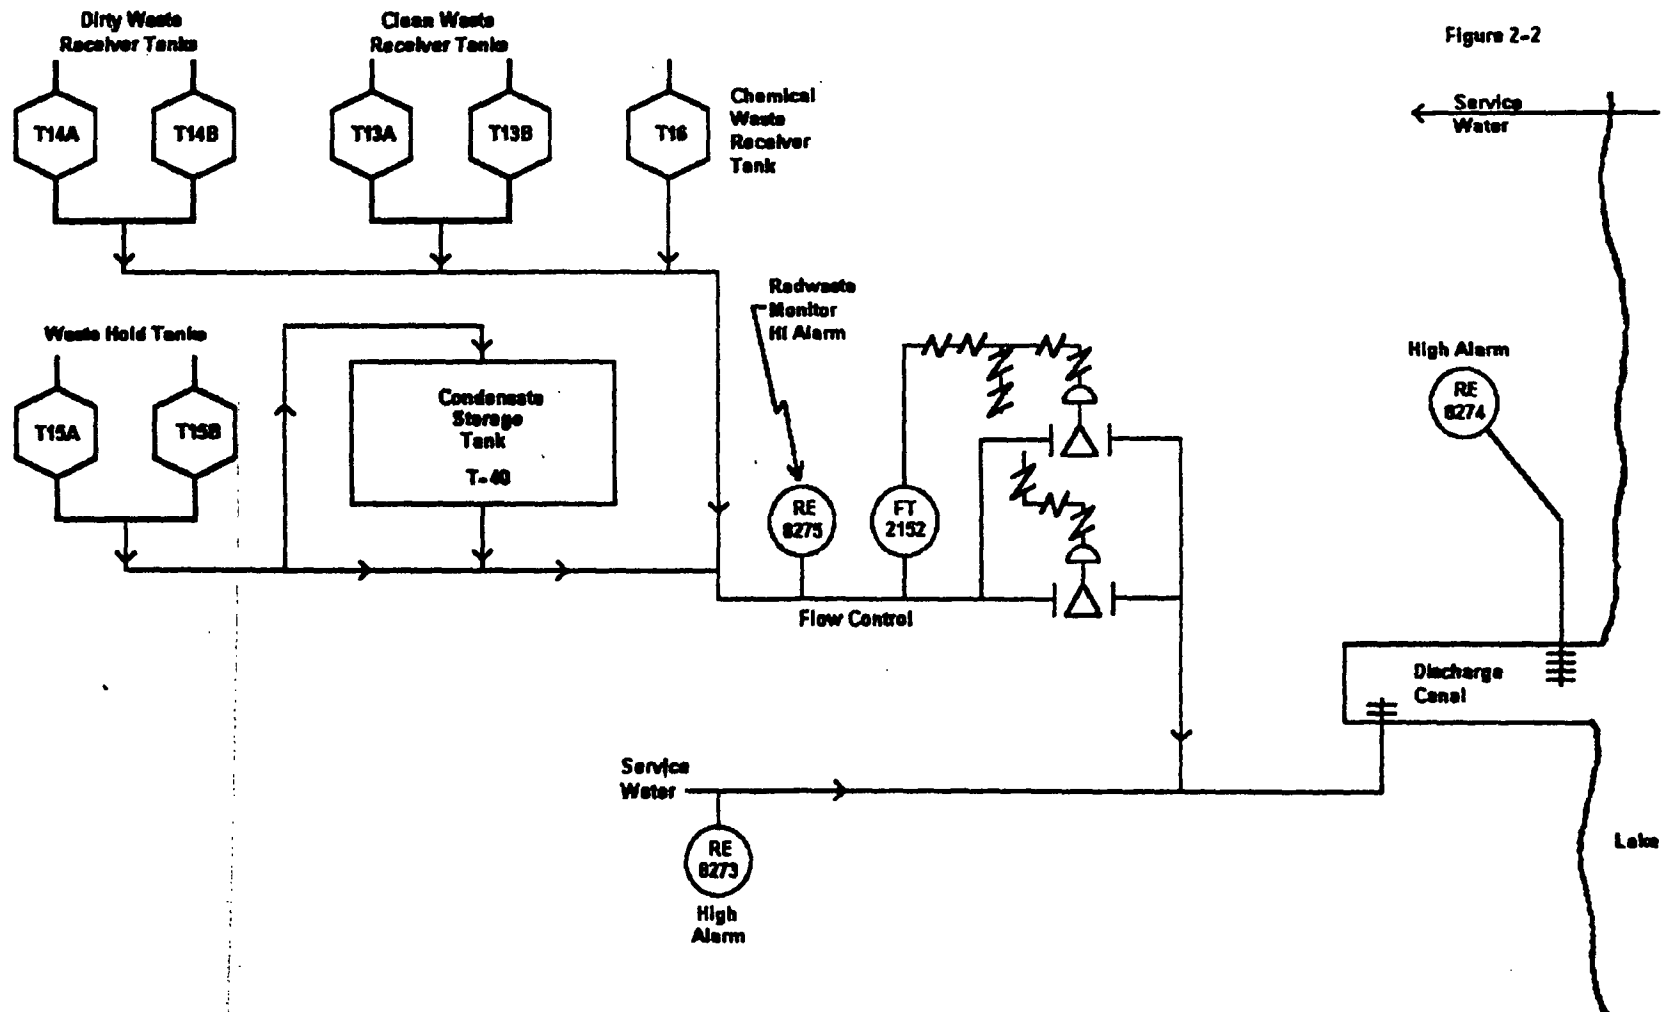 Dirty Waste
Receiver Tanks
Clean Waste
Receiver Tanks
Figure 2-2
T14A
T14B
T13A
T13B
T16
Chemical
Waste
Receiver
Tank
Service
Water
Waste Hold Tanks
T15A
T15B
Condensate
Storage
Tank
T-40
Radwaste
Monitor
Hi Alarm
RE
8275
FT
2152
Flow Control
High Alarm
RE
8274
Discharge
Canal
Service
Water
RE
8273
High
Alarm
Lake